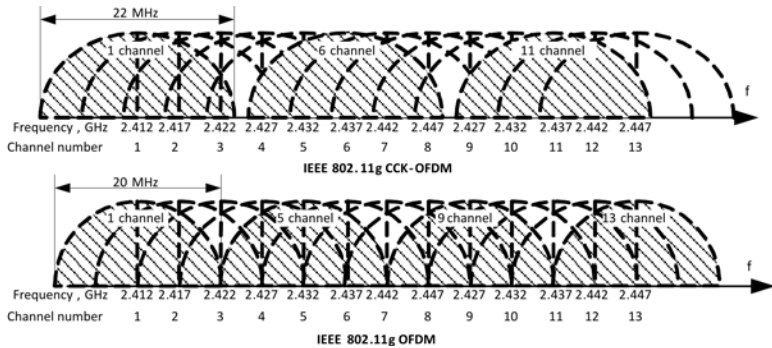 22 MHz
1 channel 6 channel 11 channel
f
Frequency , GHz 2.412 2.417 2.422 2.427 2.432 2.437 2.442 2.447 2.427 2.432 2.437 2.442 2.447
Channel number 1 2 3 4 5 6 7 8 9 10 11 12 13
IEEE 802.11g CCK-OFDM
20 MHz
1 channel 5 channel 9 channel 13 channel
f
Frequency, GHz 2.412 2.417 2.422 2.427 2.432 2.437 2.442 2.447 2.427 2.432 2.437 2.442 2.447
Channel number 1 2 3 4 5 6 7 8 9 10 11 12 13
IEEE 802.11g OFDM